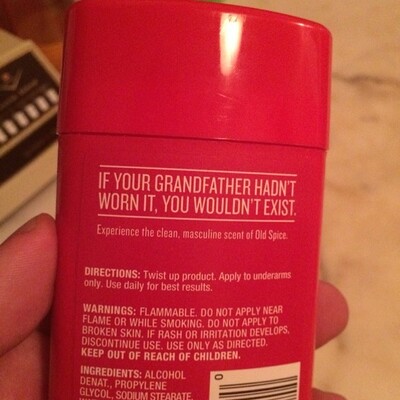 IF YOUR GRANDFATHER HADN'T
WORN IT, YOU WOULDN'T EXIST.
Experience the clean, masculine scent of Old Spice.
DIRECTIONS: Twist up product. Apply to underarms
only. Use daily for best results.
WARNINGS: FLAMMABLE. DO NOT APPLY NEAR
FLAME OR WHILE SMOKING. DO NOT APPLY TO
BROKEN SKIN. IF RASH OR IRRITATION DEVELOPS,
DISCONTINUE USE. USE ONLY AS DIRECTED.
KEEP OUT OF REACH OF CHILDREN.
INGREDIENTS: ALCOHOL
DENAT., PROPYLENE
GLYCOL, SODIUM STEARATE,
0